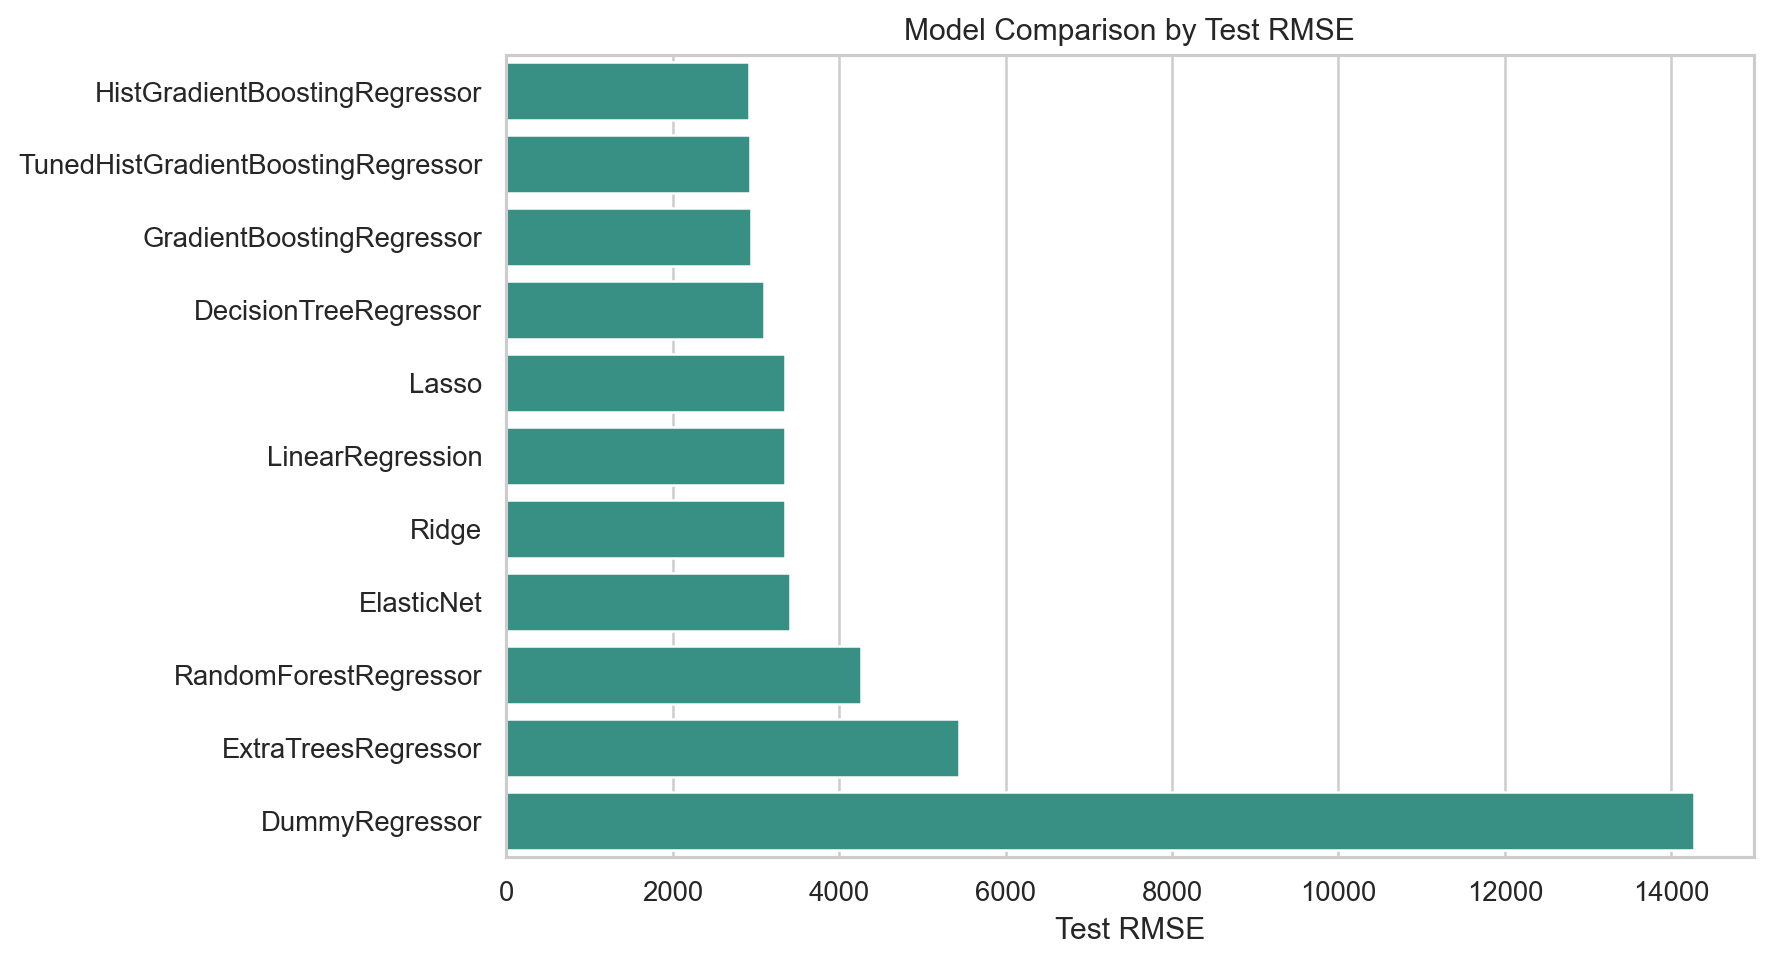 Model Comparison by Test RMSE
HistGradientBoostingRegressor
TunedHistGradientBoostingRegressor
GradientBoostingRegressor
DecisionTreeRegressor
Lasso
LinearRegression
Ridge
ElasticNet
RandomForestRegressor
ExtraTreesRegressor
DummyRegressor
0 2000 4000 6000 8000 10000 12000 14000
Test RMSE